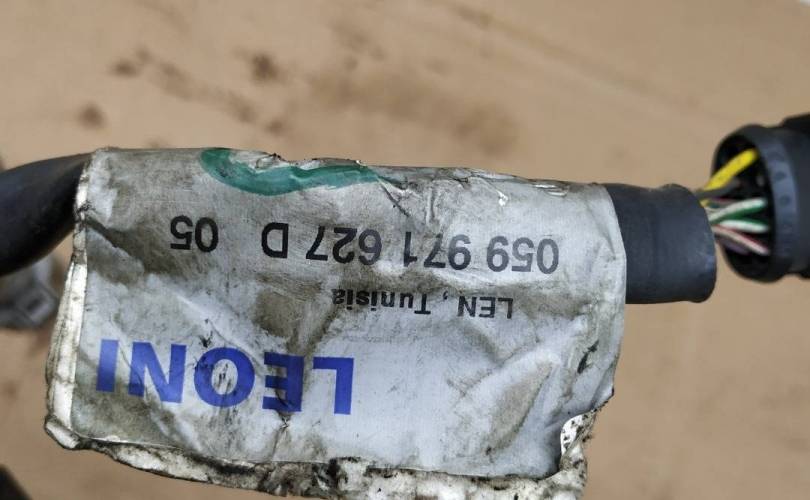 LEONI
LEN, Tunisia
059 971 627 D 05